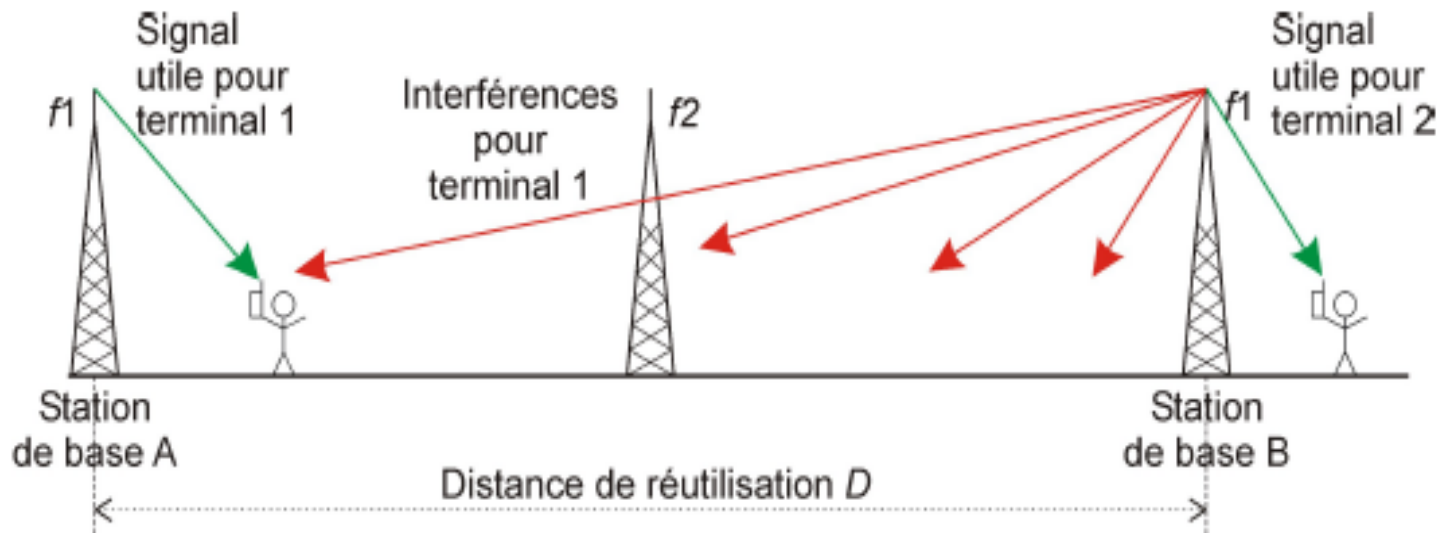 Signal
utile pour
terminal 1
f1
Interférences
pour
terminal 1
f2
f1
Signal
utile pour
terminal 2
Station
de base A
Station
de base B
Distance de réutilisation D